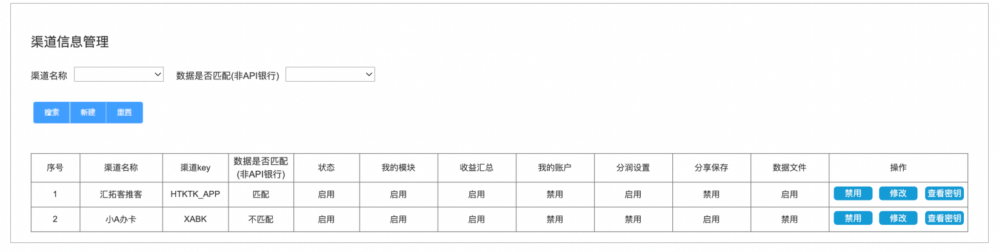 渠道信息管理
渠道名称 数据是否匹配(非API银行)
搜索 新建 重置
序号 渠道名称 渠道key 数据是否匹配(非API银行) 状态 我的模块 收益汇总 我的账户 分润设置 分享保存 数据文件 操作
1 汇拓客推客 HTKTK_APP 匹配 启用 启用 启用 禁用 启用 禁用 启用 禁用 修改 查看密钥
2 小A办卡 XABK 不匹配 启用 启用 启用 禁用 禁用 启用 禁用 禁用 修改 查看密钥